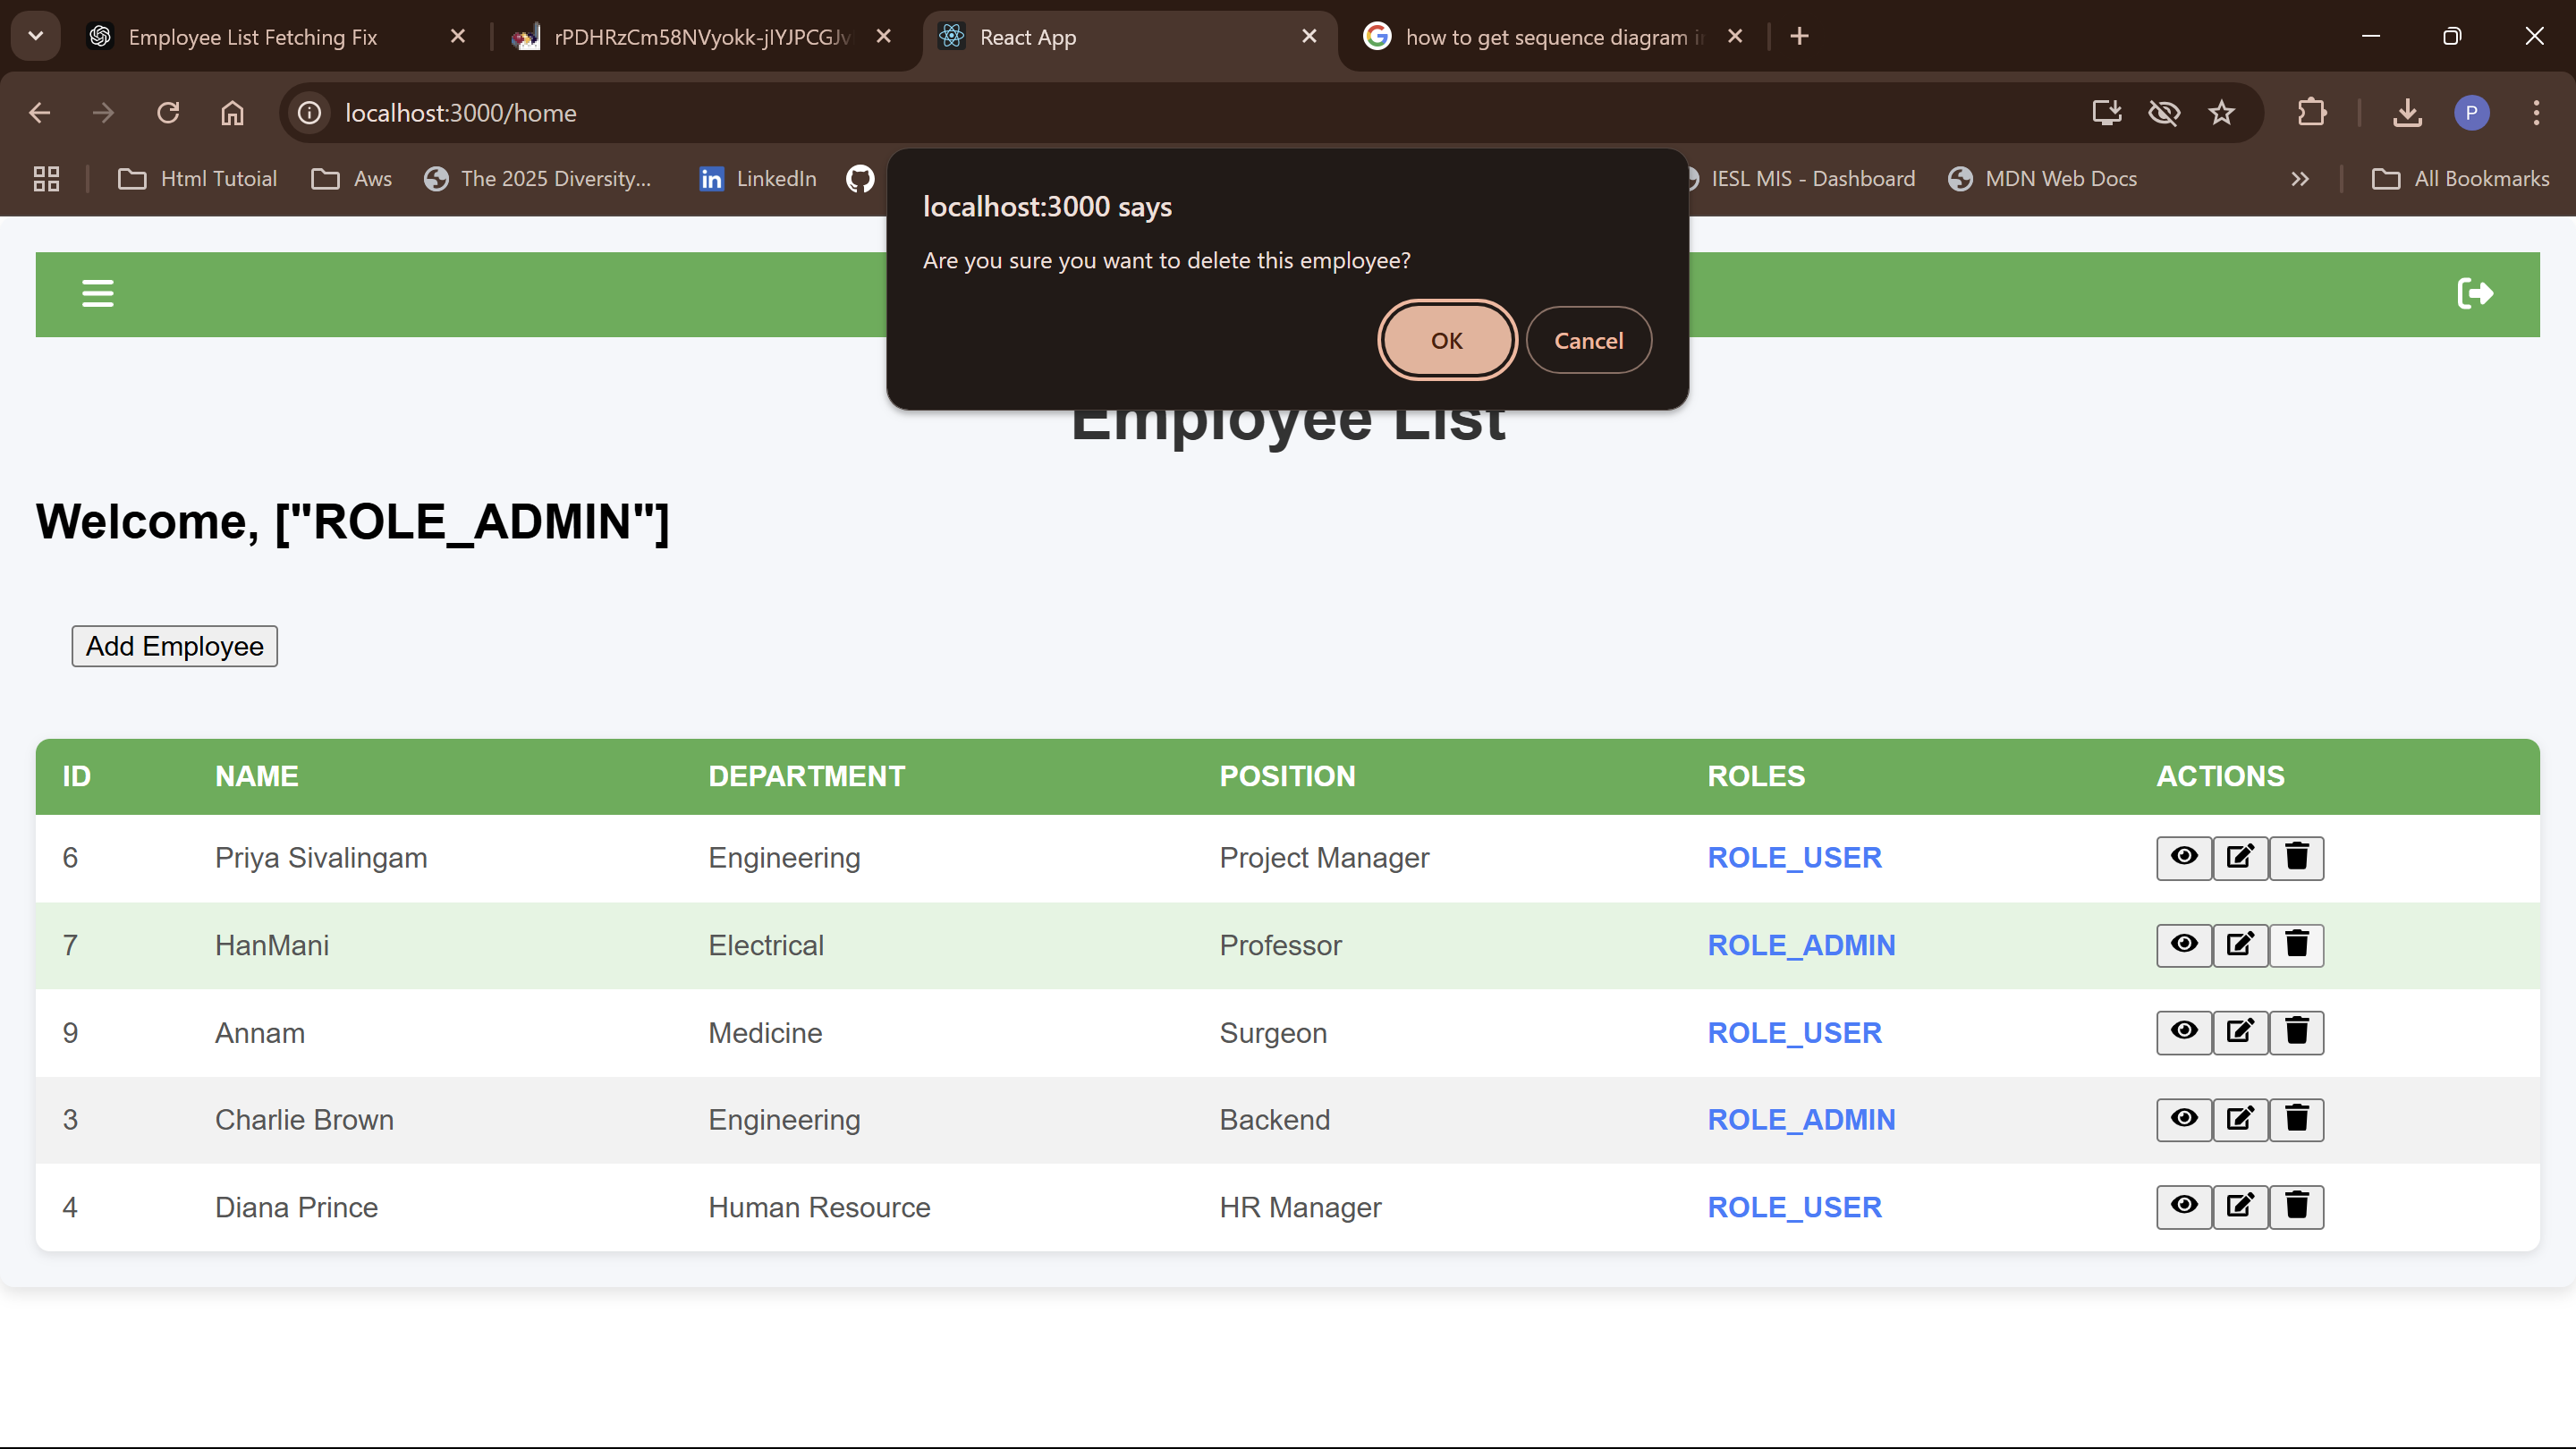 Employee List Fetching Fix
rPDHRzCm58NVyokk-jIYJPCGJv
React App
how to get sequence diagram i
localhost:3000/home
P
Html Tutoial
Aws
The 2025 Diversity...
LinkedIn
IESL MIS - Dashboard
MDN Web Docs
All Bookmarks
localhost:3000 says
Are you sure you want to delete this employee?
OK Cancel
Employee List
Welcome, ["ROLE_ADMIN"]
Add Employee
ID NAME DEPARTMENT POSITION ROLES ACTIONS
6 Priya Sivalingam Engineering Project Manager ROLE_USER
7 HanMani Electrical Professor ROLE_ADMIN
9 Annam Medicine Surgeon ROLE_USER
3 Charlie Brown Engineering Backend ROLE_ADMIN
4 Diana Prince Human Resource HR Manager ROLE_USER